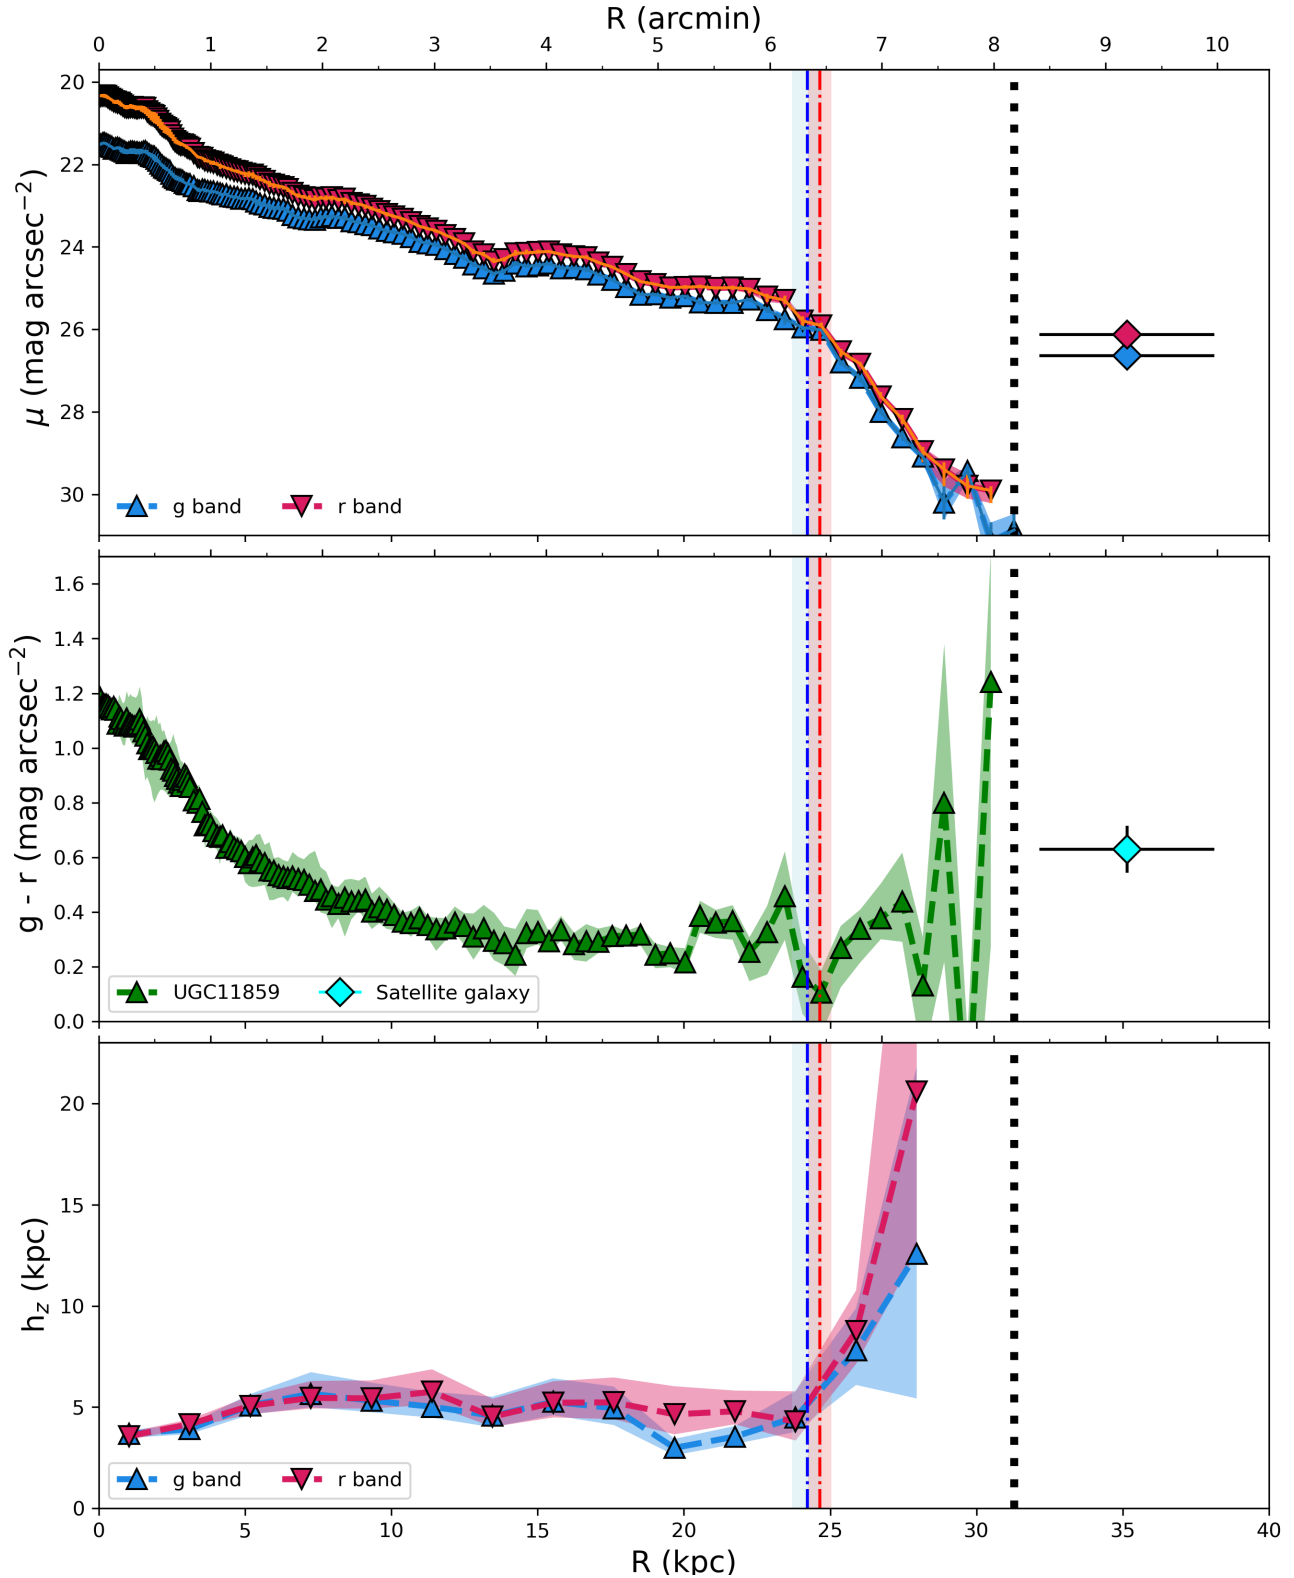 R (arcmin)
0 1 2 3 4 5 6 7 8 9 10
20
22
24
26
28
30
μ (mag arcsec⁻²)
g band r band
1.6
1.4
1.2
1.0
0.8
0.6
0.4
0.2
0.0
g - r (mag arcsec⁻²)
UGC11859 Satellite galaxy
20
15
10
5
0
h_z (kpc)
g band r band
0 5 10 15 20 25 30 35 40
R (kpc)